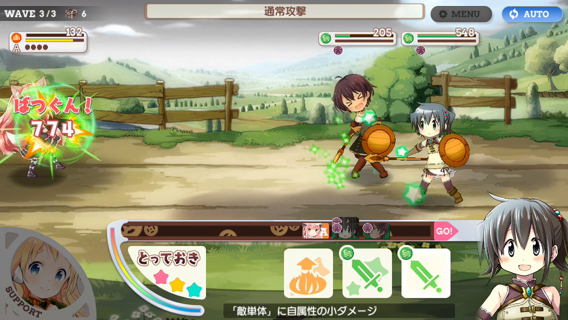 WAVE 3/3 6
通常攻撃
MENU
AUTO
132
A
205
548
ばつぐん！
774
A
GO!
とっておき
SUPPORT
「敵単体」に自属性の小ダメージ